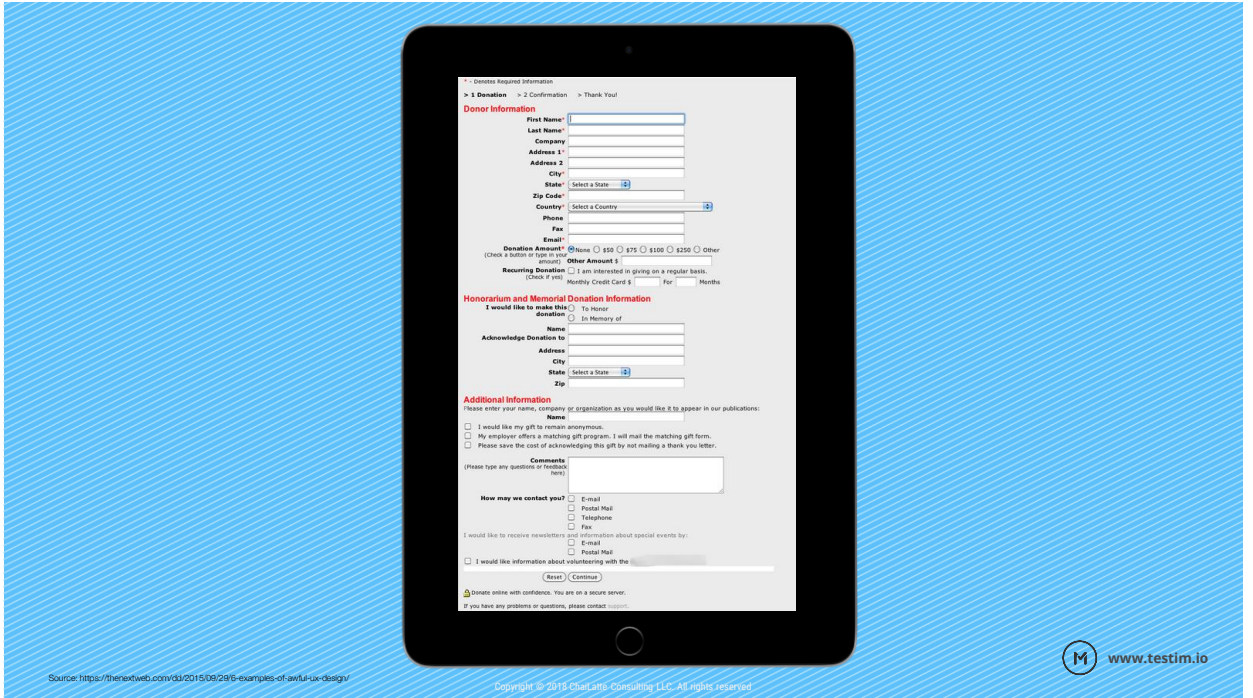 * - Denotes Required Information
> 1 Donation > 2 Confirmation > Thank You!
Donor Information
First Name*
Last Name*
Company
Address 1*
Address 2
City*
State* Select a State
Zip Code*
Country* Select a Country
Phone
Fax
Email*
Donation Amount* None $50 $75 $100 $250 Other
(Check a button or type in your
amount) Other Amount $
Recurring Donation I am interested in giving on a regular basis.
(Check if yes)
Monthly Credit Card $ For Months
Honorarium and Memorial Donation Information
I would like to make this To Honor
donation
In Memory of
Name
Acknowledge Donation to
Address
City
State Select a State
Zip
Additional Information
Please enter your name, company or organization as you would like it to appear in our publications:
Name
I would like my gift to remain anonymous.
My employer offers a matching gift program. I will mail the matching gift form.
Please save the cost of acknowledging this gift by not mailing a thank you letter.
Comments
(Please type any questions or feedback
here)
How may we contact you? E-mail
Postal Mail
Telephone
Fax
I would like to receive newsletters and information about special events by:
E-mail
Postal Mail
I would like information about volunteering with the
Reset Continue
Donate online with confidence. You are on a secure server.
If you have any problems or questions, please contact support.
M www.testim.io
Source: https://thenextweb.com/dd/2015/09/29/6-examples-of-awful-ux-design/
Copyright © 2018 ChaiLatte Consulting LLC. All rights reserved